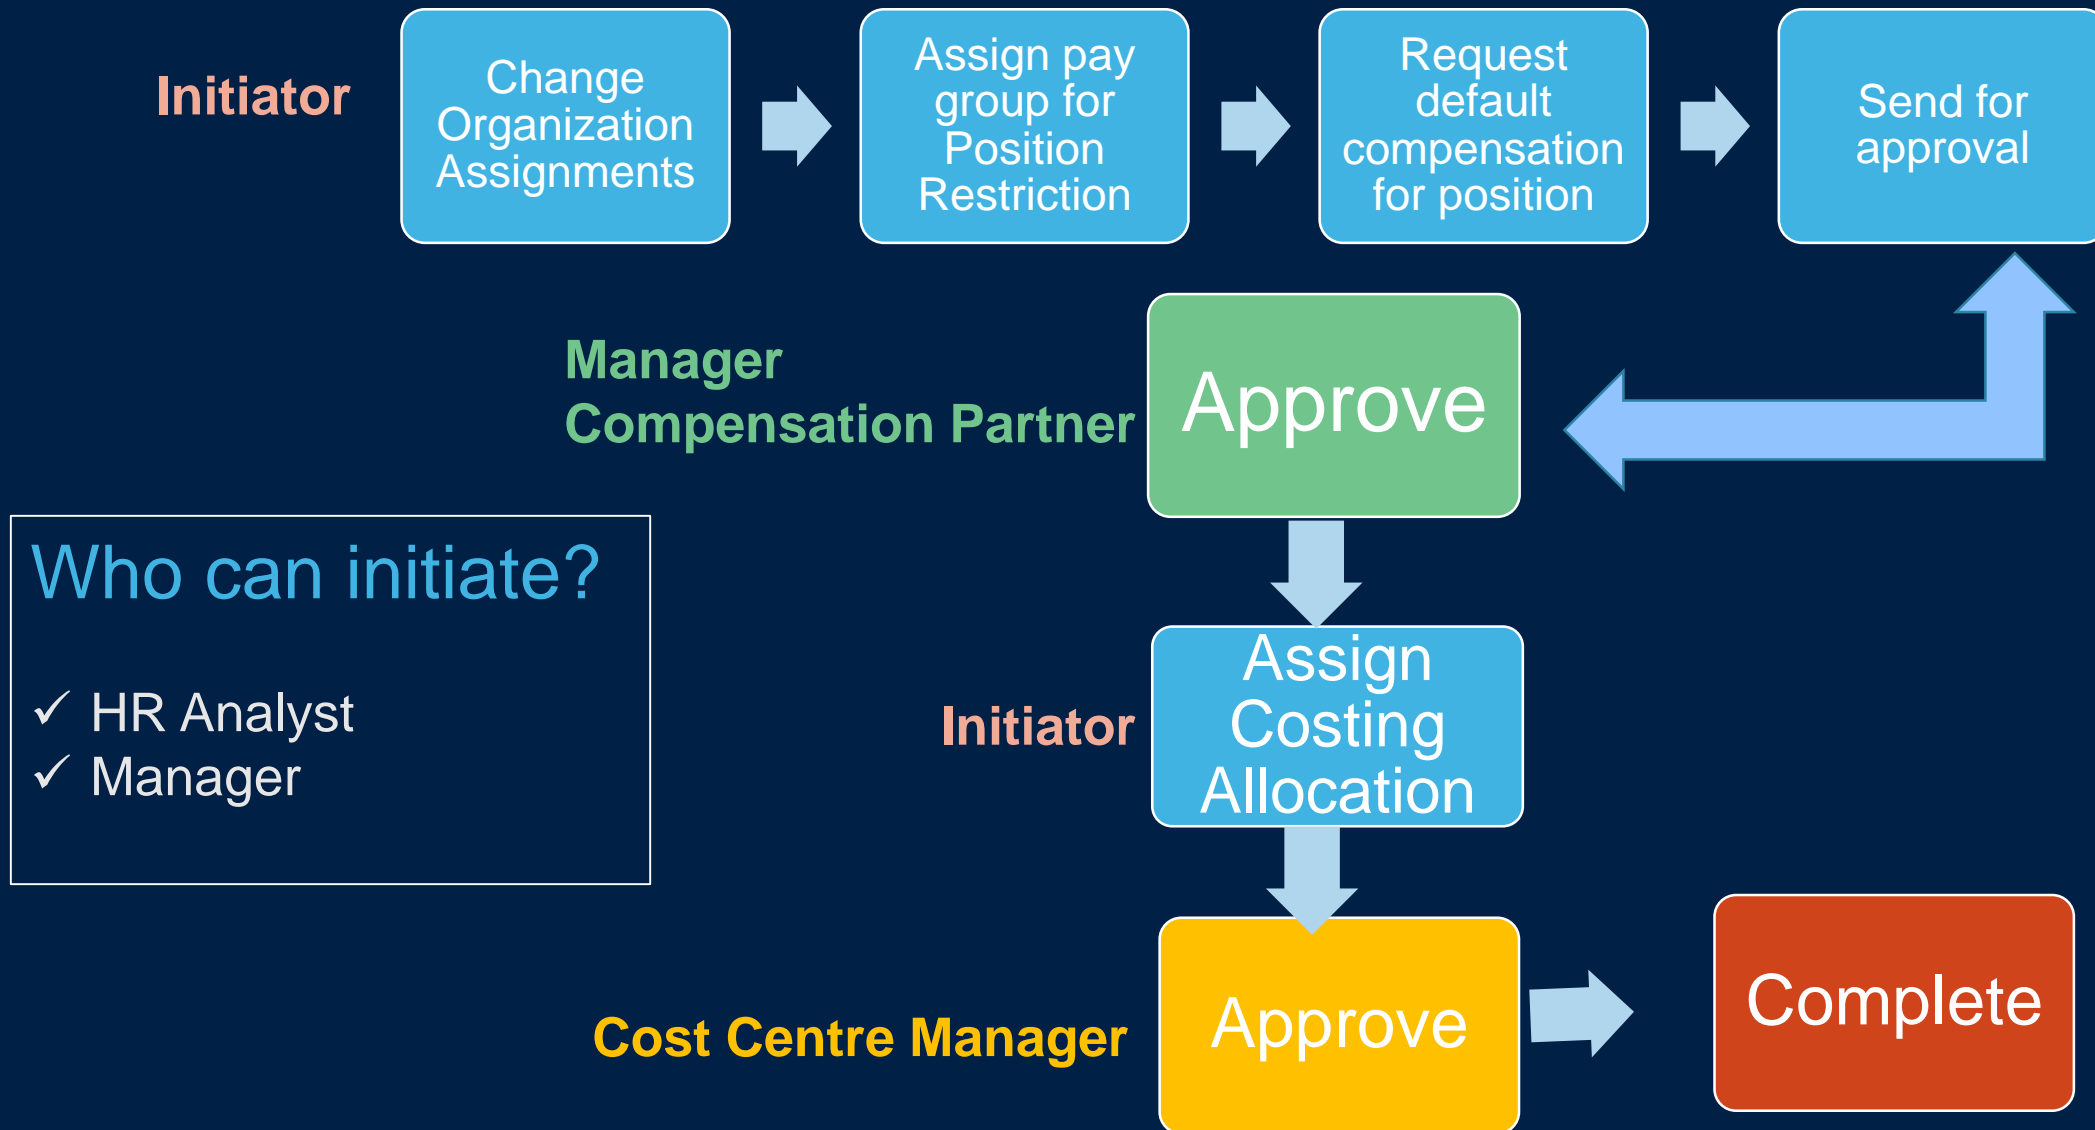 Initiator
Change
Organization
Assignments
Assign pay
group for
Position
Restriction
Request
default
compensation
for position
Send for
approval
Manager
Compensation Partner
Approve
Who can initiate?
✓ HR Analyst
✓ Manager
Initiator
Assign
Costing
Allocation
Cost Centre Manager
Approve
Complete